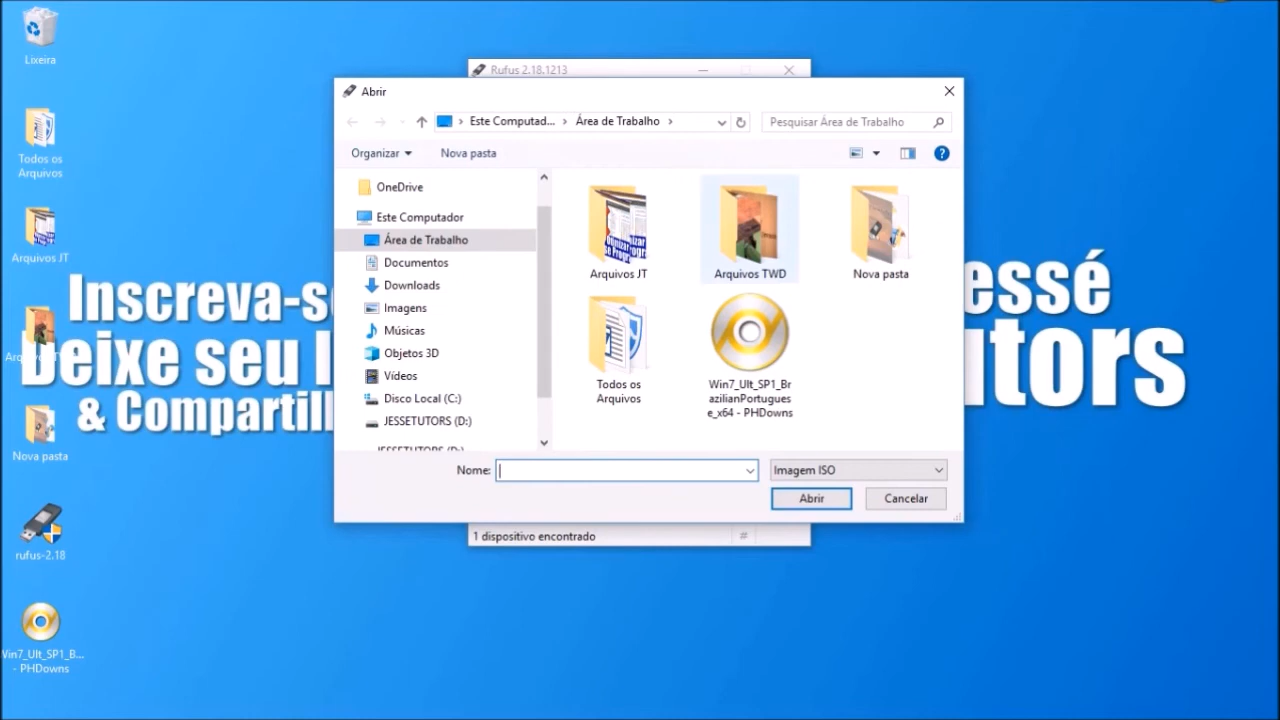 Lixeira
Todos os
Arquivos
Arquivos JT
Nova pasta
rufus-2.18
Win7_Ult_SP1_B...
- PHDowns
Inscreva-s
Deixe seu l
& Compartil
essé
utors
Rufus 2.18.1213
Abrir
Este Computad...
Área de Trabalho
Pesquisar Área de Trabalho
Organizar
Nova pasta
OneDrive
Este Computador
Área de Trabalho
Documentos
Downloads
Imagens
Músicas
Objetos 3D
Vídeos
Disco Local (C:)
JESSETUTORS (D:)
JESSETUTORS (D:)
Arquivos JT
Arquivos TWD
Nova pasta
Todos os
Arquivos
Win7_Ult_SP1_Br
azilianPortugues
e_x64 - PHDowns
Nome:
Imagem ISO
Abrir
Cancelar
1 dispositivo encontrado
#